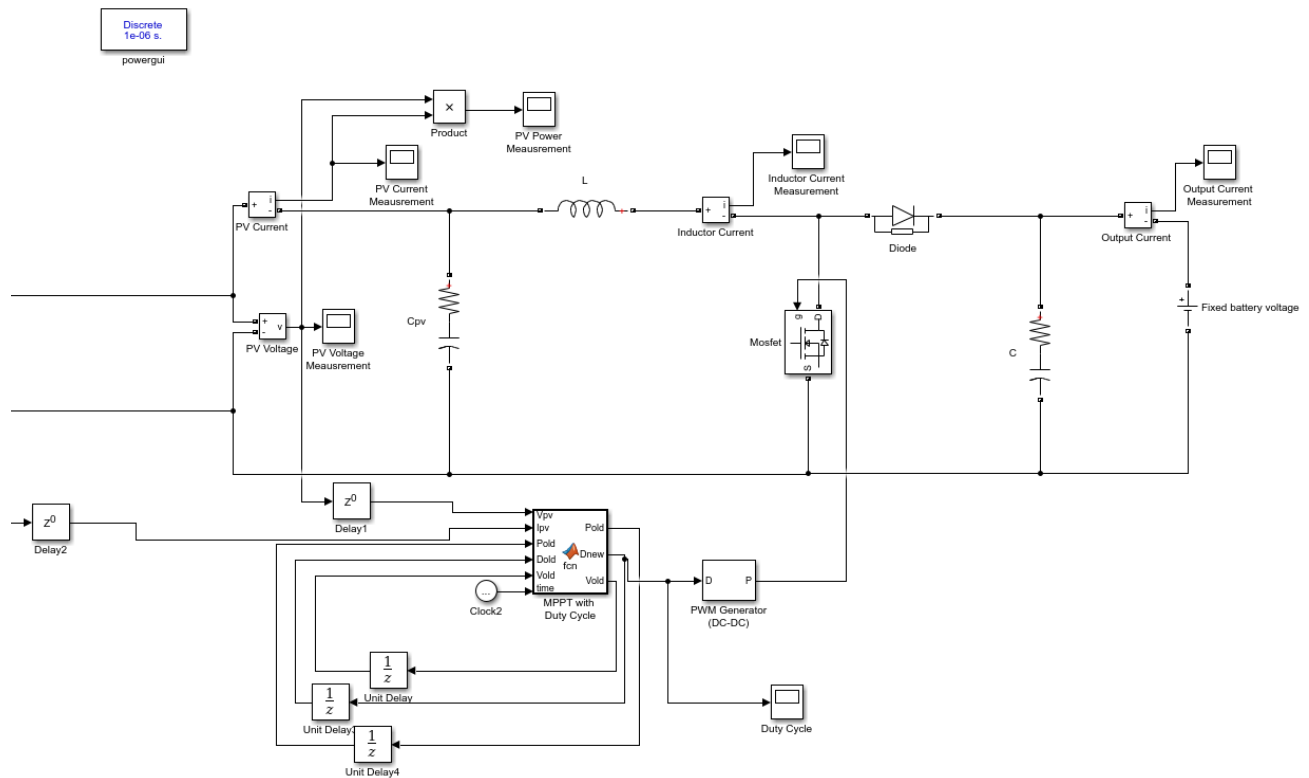 Discrete
1e-06 s.
powergui
×
Product
PV Power
Meausrement
PV Current
Meausrement
i
+
-
PV Current
L
+
i
+
-
Inductor Current
Inductor Current
Measurement
Diode
i
+
-
Output Current
Output Current
Measurement
+
Fixed battery voltage
+
-
v
PV Voltage
PV Voltage
Meausrement
Cpv
g
D
S
Mosfet
C
z0
Delay1
z0
Delay2
Vpv
Ipv
Pold
Dold
Vold
time
fcn
Pold
Dnew
Vold
MPPT with
Duty Cycle
...
Clock2
D
P
PWM Generator
(DC-DC)
1
z
Unit Delay
1
z
Unit Delay3
1
z
Unit Delay4
Duty Cycle